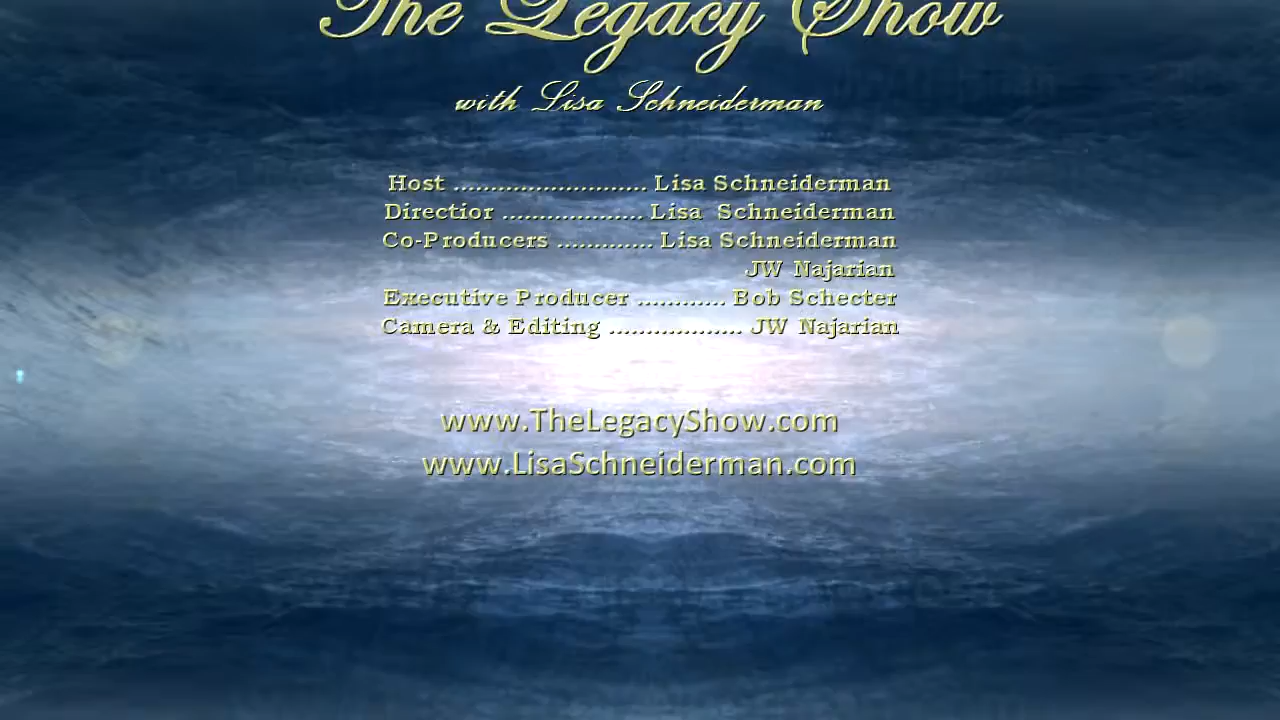 The Legacy Show
with Lisa Schneiderman
Host .......................... Lisa Schneiderman
Directior ................... Lisa Schneiderman
Co-Producers ............. Lisa Schneiderman
JW Najarian
Executive Producer ............ Bob Schecter
Camera & Editing .................. JW Najarian
www.TheLegacyShow.com
www.LisaSchneiderman.com